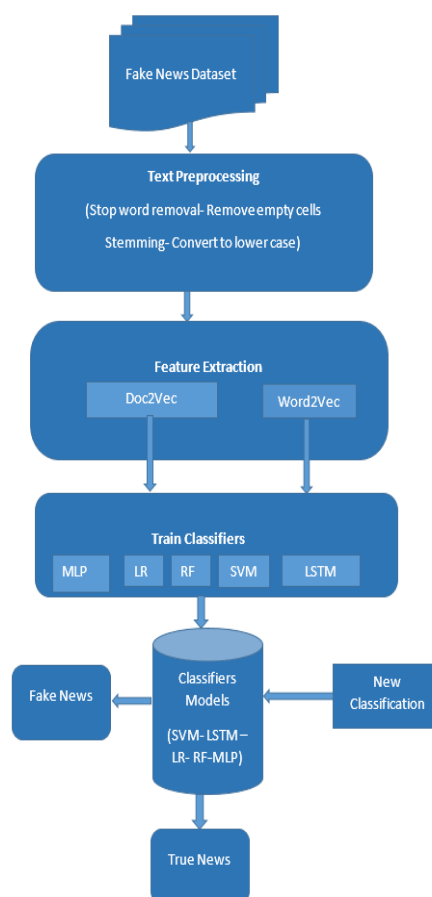 Fake News Dataset
Text Preprocessing
(Stop word removal- Remove empty cells
Stemming- Convert to lower case)
Feature Extraction
Doc2Vec
Word2Vec
Train Classifiers
MLP
LR
RF
SVM
LSTM
Classifiers
Models
(SVM- LSTM –
LR- RF-MLP)
Fake News
New
Classification
True News